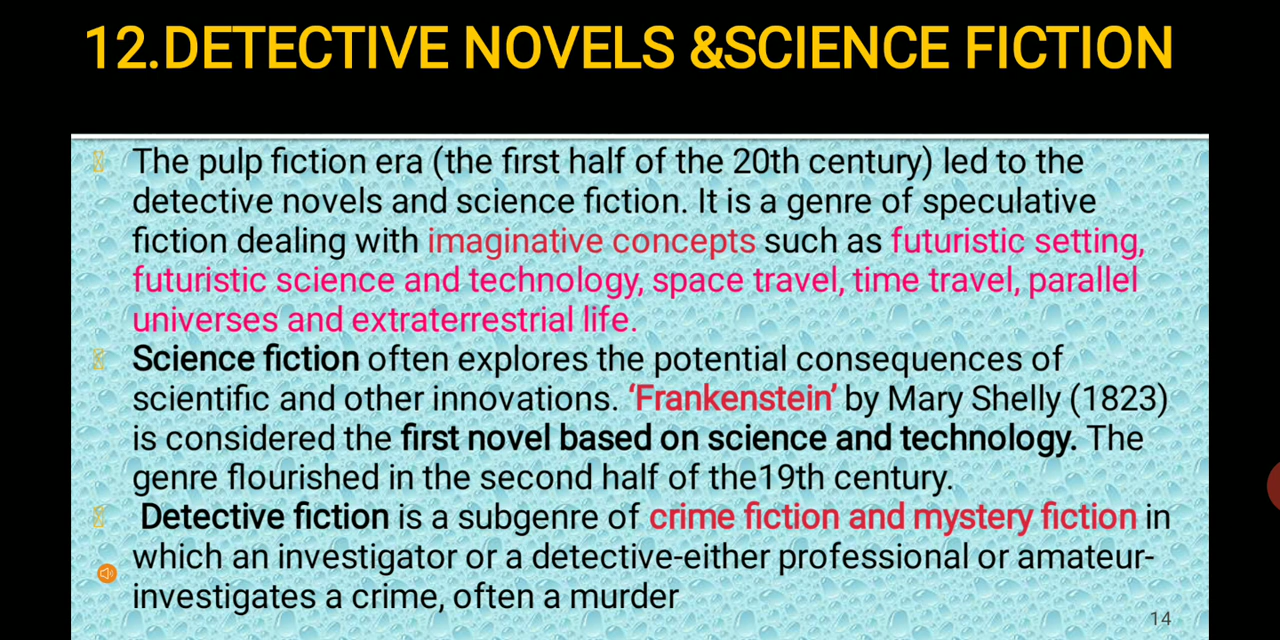 12.DETECTIVE NOVELS &SCIENCE FICTION
The pulp fiction era (the first half of the 20th century) led to the
detective novels and science fiction. It is a genre of speculative
fiction dealing with imaginative concepts such as futuristic setting,
futuristic science and technology, space travel, time travel, parallel
universes and extraterrestrial life.
Science fiction often explores the potential consequences of
scientific and other innovations. ‘Frankenstein’ by Mary Shelly (1823)
is considered the first novel based on science and technology. The
genre flourished in the second half of the19th century.
Detective fiction is a subgenre of crime fiction and mystery fiction in
which an investigator or a detective-either professional or amateur-
investigates a crime, often a murder
14